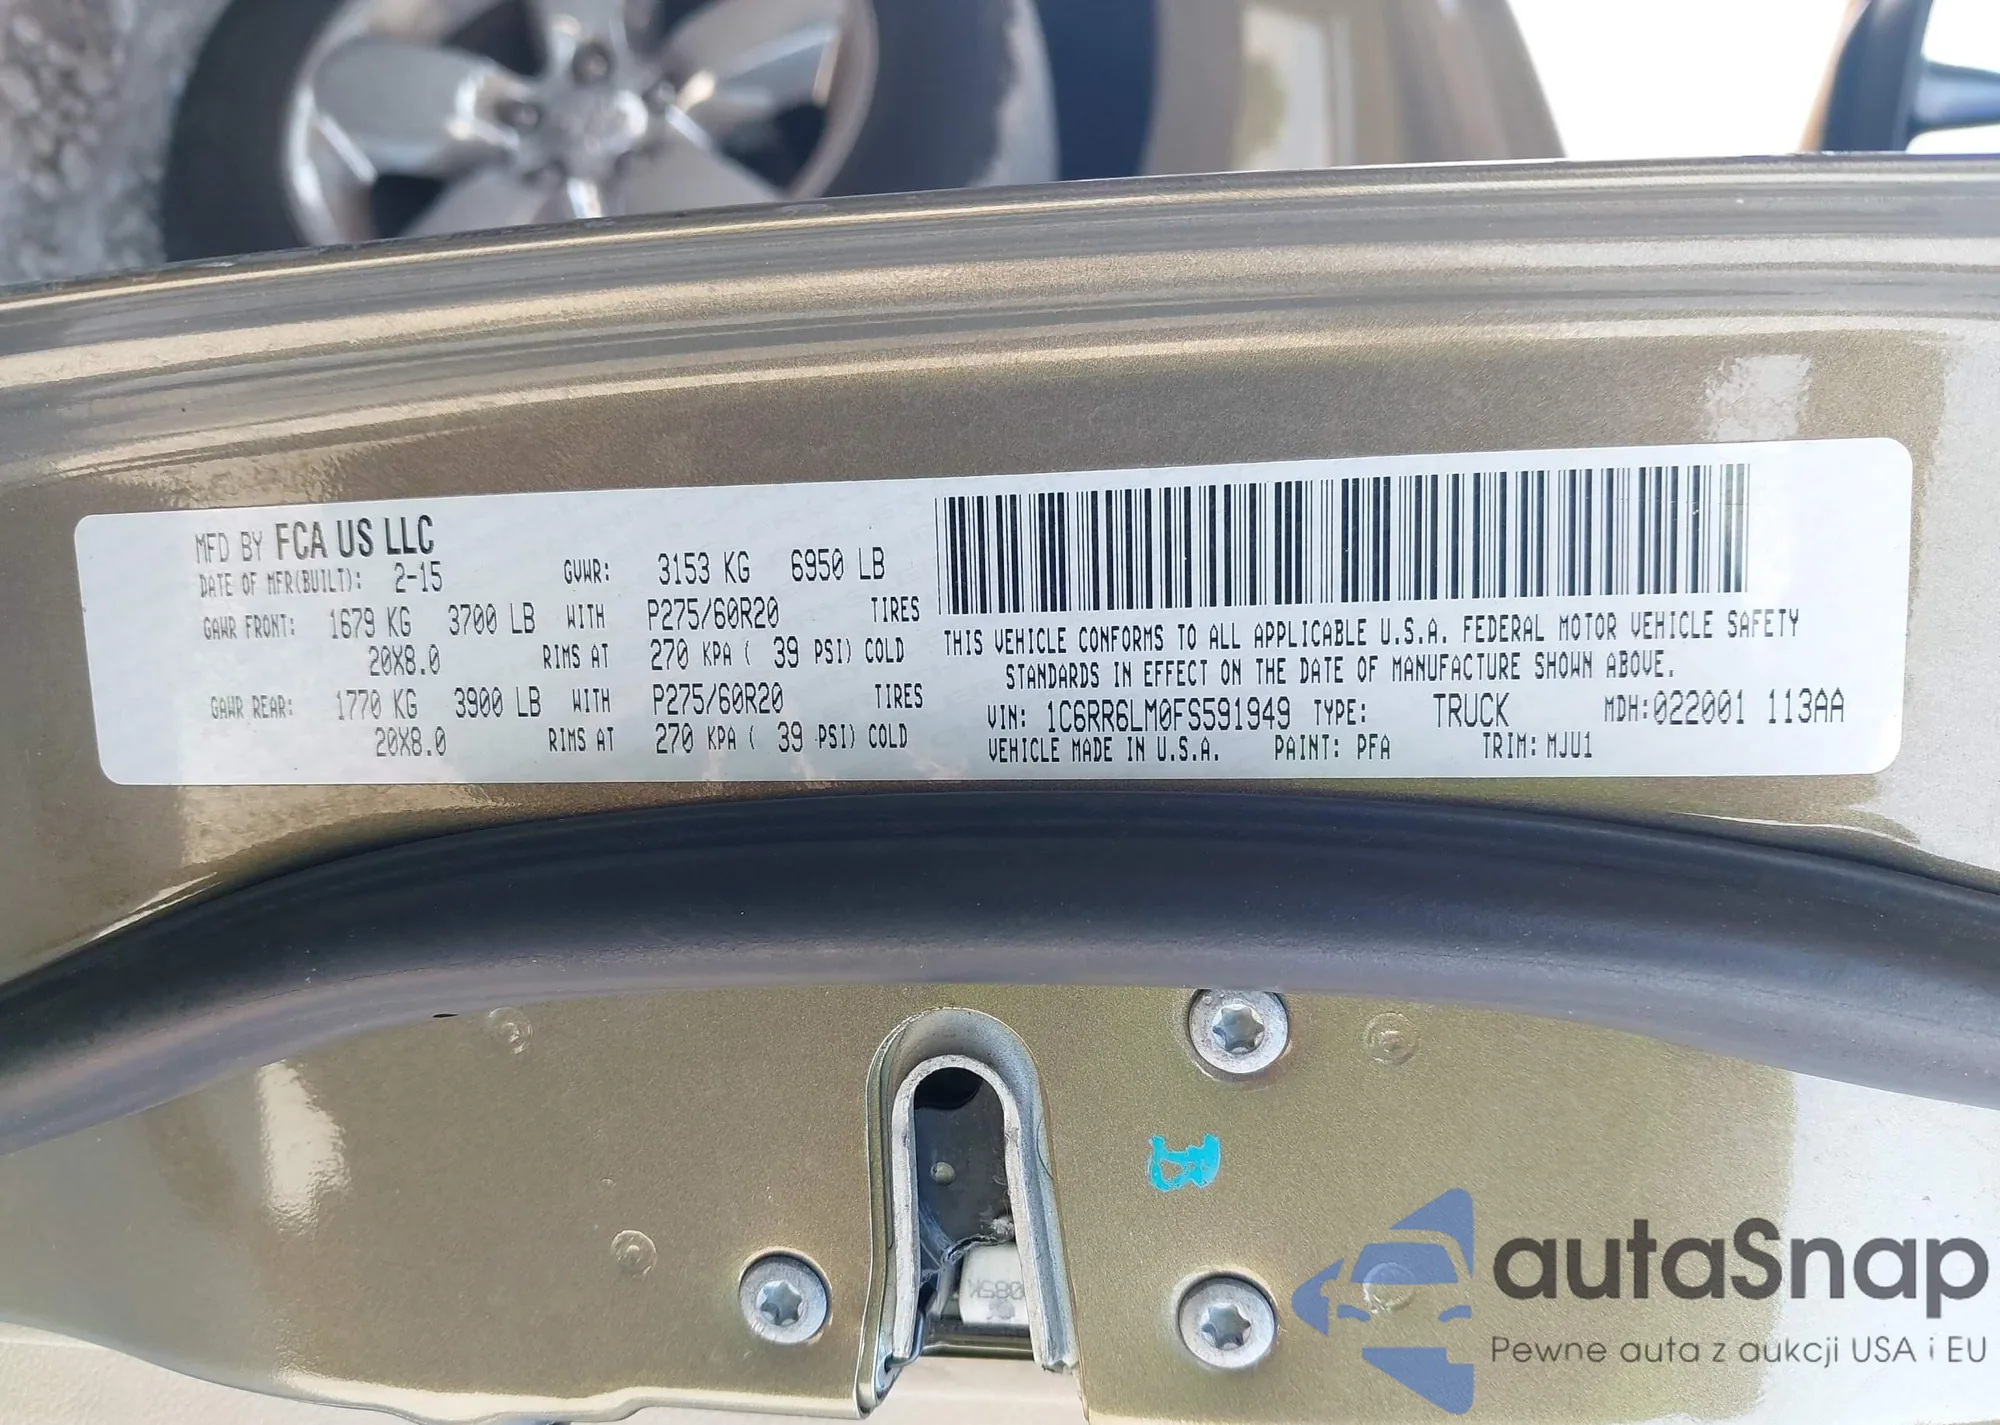 MFD BY FCA US LLC
DATE OF MFR(BUILT): 2-15 GVWR: 3153 KG 6950 LB
GAWR FRONT: 1679 KG 3700 LB WITH P275/60R20 TIRES
20X8.0 RIMS AT 270 KPA ( 39 PSI) COLD
GAWR REAR: 1770 KG 3900 LB WITH P275/60R20 TIRES
20X8.0 RIMS AT 270 KPA ( 39 PSI) COLD
THIS VEHICLE CONFORMS TO ALL APPLICABLE U.S.A. FEDERAL MOTOR VEHICLE SAFETY
STANDARDS IN EFFECT ON THE DATE OF MANUFACTURE SHOWN ABOVE.
VIN: 1C6RR6LM0FS591949 TYPE: TRUCK MDH:022001 113AA
VEHICLE MADE IN U.S.A. PAINT: PFA TRIM: MJU1
autaSnap
Pewne auta z aukcji USA i EU